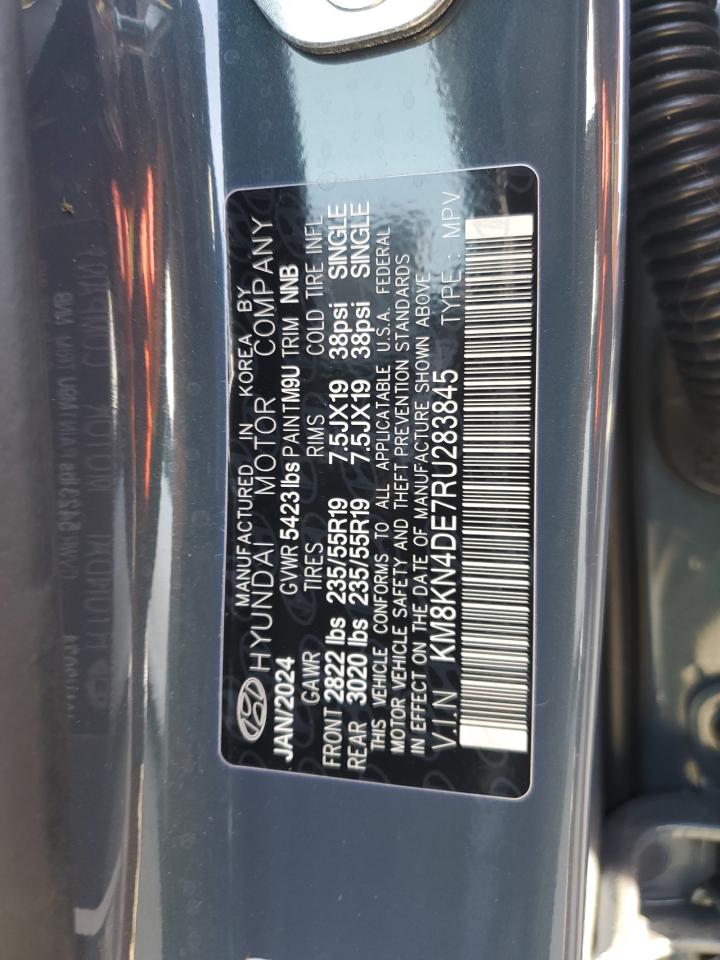 MANUFACTURED IN KOREA BY
HYUNDAI MOTOR COMPANY
JAN/2024 GVWR 5423 lbs PAINT M9U TRIM NNB
GAWR TIRES RIMS COLD TIRE INFL
FRONT 2822 lbs 235/55R19 7.5JX19 38psi SINGLE
REAR 3020 lbs 235/55R19 7.5JX19 38psi SINGLE
THIS VEHICLE CONFORMS TO ALL APPLICABLE U.S.A. FEDERAL
MOTOR VEHICLE SAFETY AND THEFT PREVENTION STANDARDS
IN EFFECT ON THE DATE OF MANUFACTURE SHOWN ABOVE
V.I.N KM8KN4DE7RU283845 TYPE : MPV